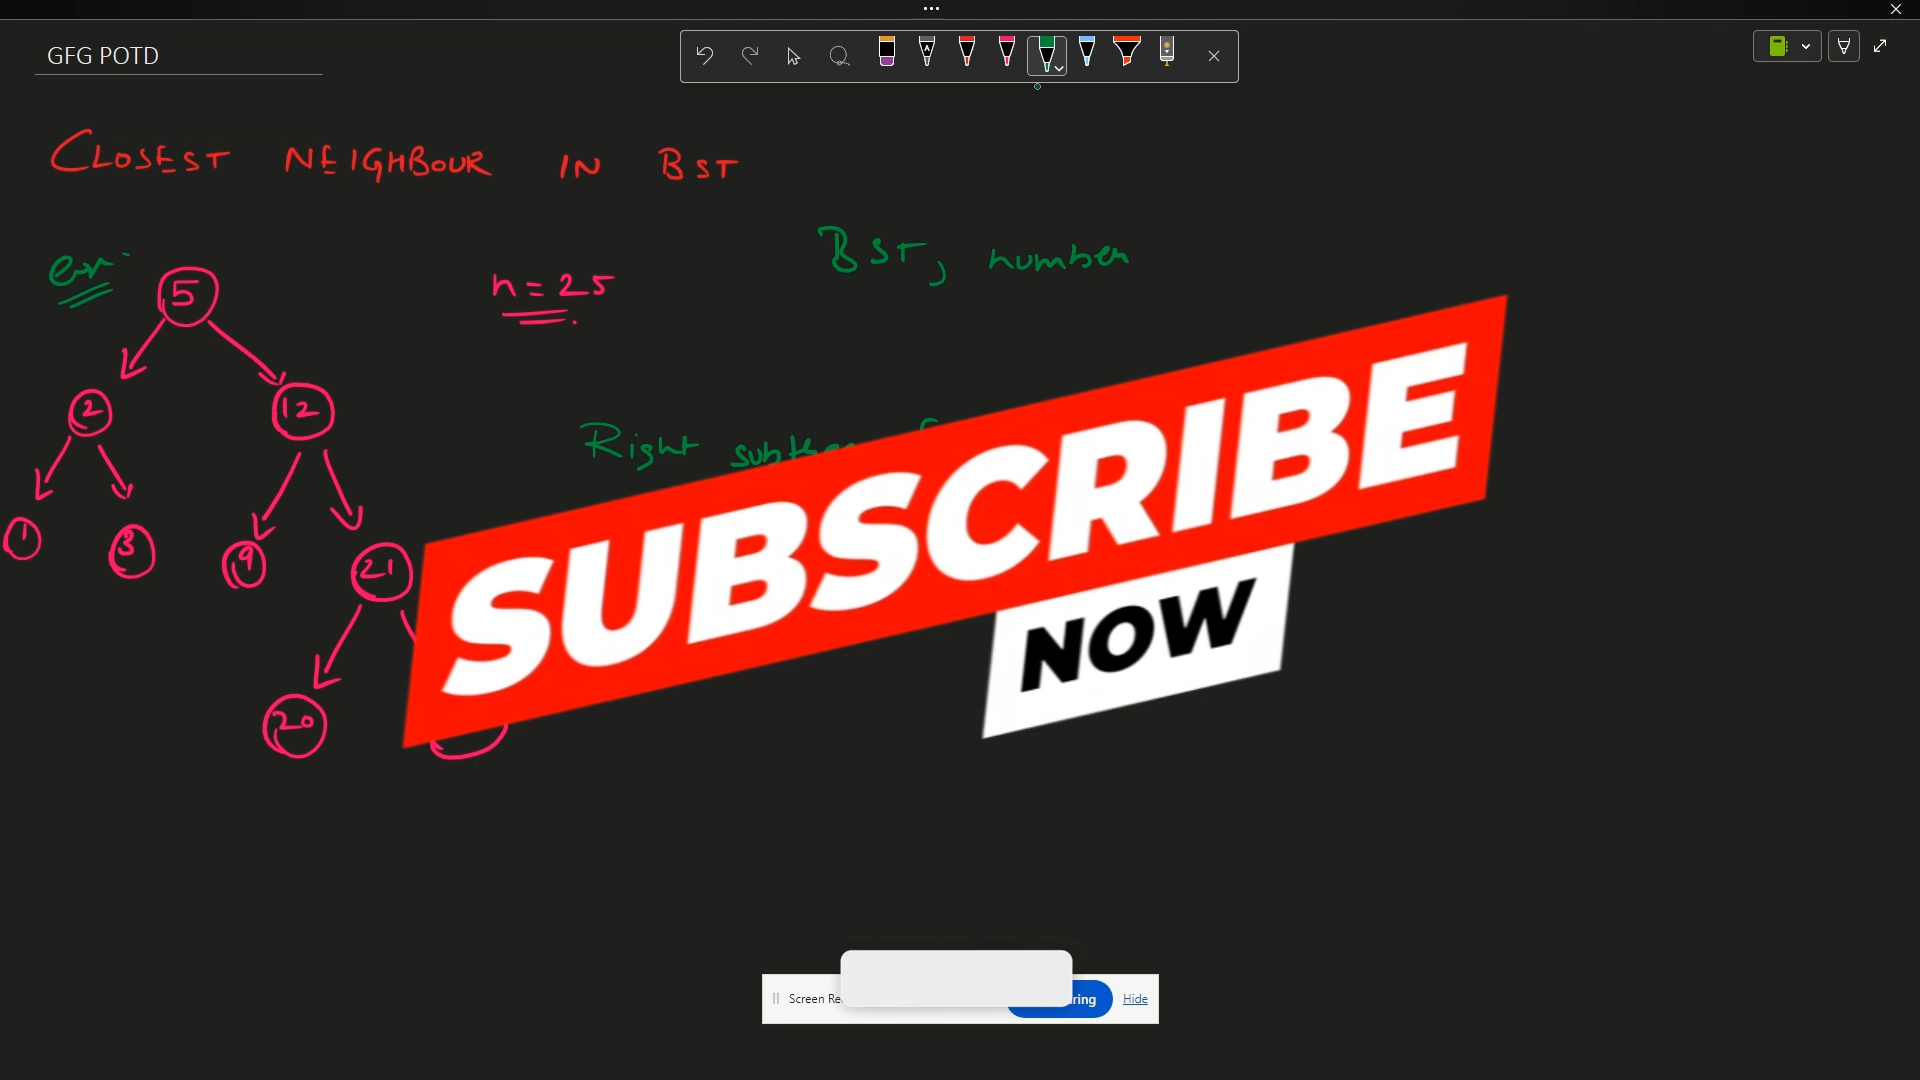 GFG POTD
CLOSEST NEIGHBOUR IN BST
ex:
BST, number
n = 25
5
2
12
Right
1
3
9
21
20
SUBSCRIBE
NOW
Screen Re
ring
Hide